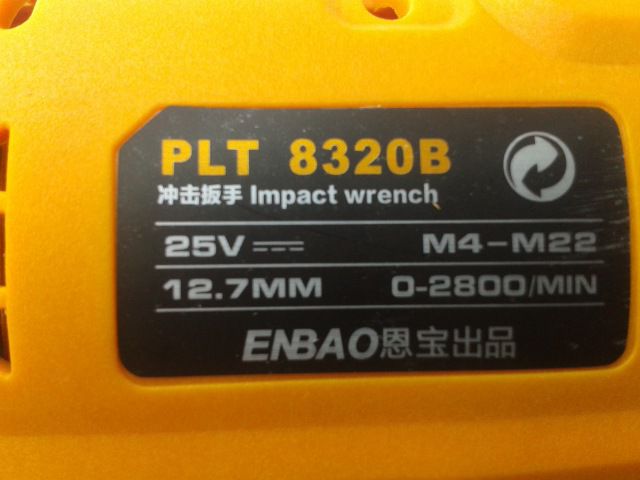 PLT 8320B
冲击扳手 Impact wrench
25V M4-M22
12.7MM 0-2800/MIN
ENBAO恩宝出品